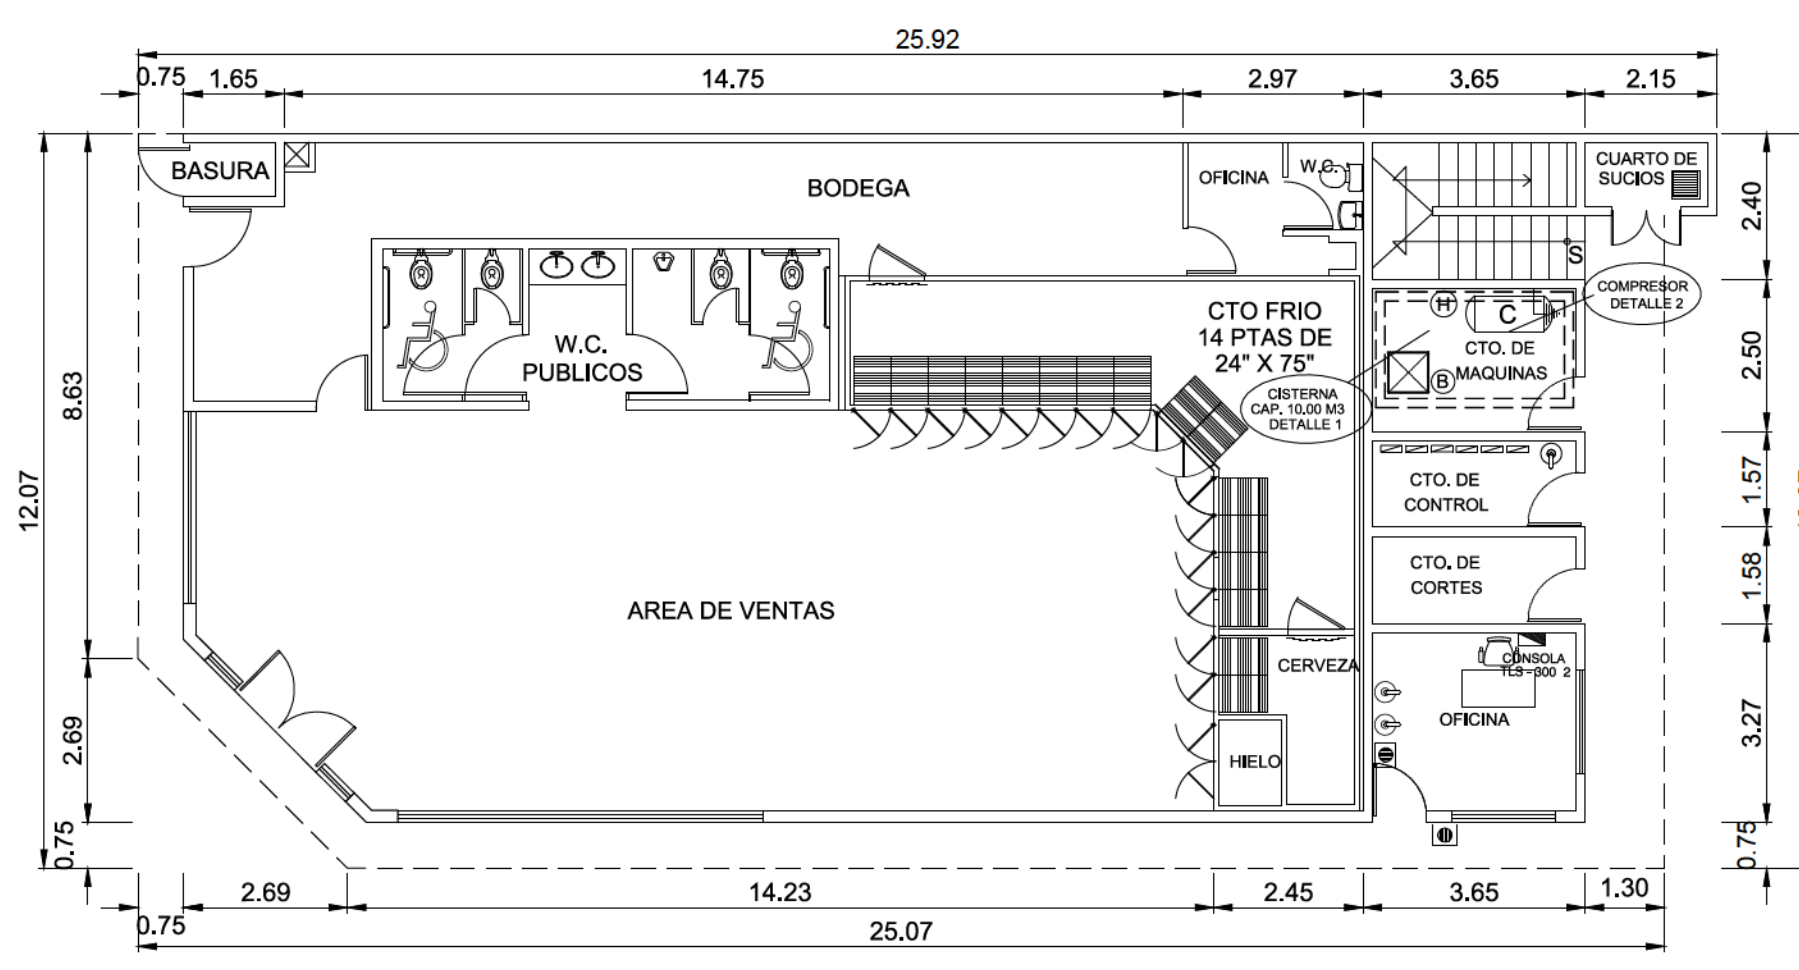 25.92
0.75
1.65
14.75
2.97
3.65
2.15
BASURA
BODEGA
OFICINA
W.C.
CUARTO DE
SUCIOS
2.40
S
COMPRESOR
DETALLE 2
H
C
CTO FRIO
14 PTAS DE
24" X 75"
W.C.
PUBLICOS
CTO. DE
MAQUINAS
B
2.50
8.63
CISTERNA
CAP. 10.00 M3
DETALLE 1
12.07
CTO. DE
CONTROL
1.57
CTO. DE
CORTES
1.58
AREA DE VENTAS
CERVEZA
CONSOLA
TLS - 300 2
OFICINA
3.27
2.69
HIELO
0.75
0.75
2.69
14.23
2.45
3.65
1.30
0.75
25.07